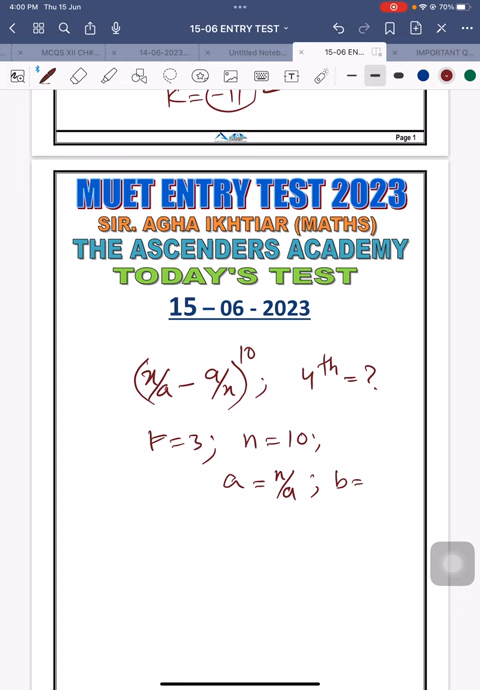 4:00 PM Thu 15 Jun
70%
15-06 ENTRY TEST
MCQS XII CH#...
14-06-2023...
Untitled Noteb...
15-06 EN...
IMPORTANT Q...
K = -11
Page 1
MUET ENTRY TEST 2023
SIR. AGHA IKHTIAR (MATHS)
THE ASCENDERS ACADEMY
TODAY'S TEST
15 – 06 - 2023
(x/a - a/x)^10 ; 4th = ?
r = 3 ; n = 10 ;
a = x/a ; b =